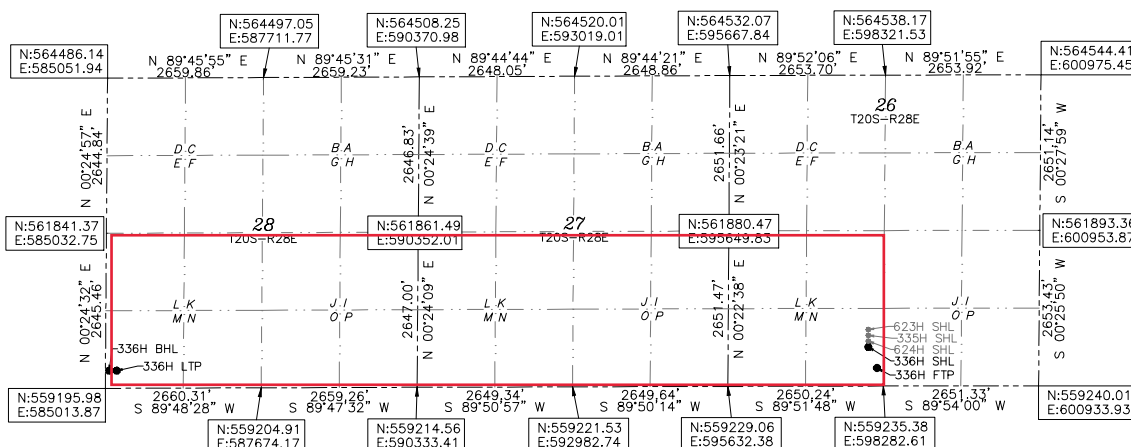 N:564497.05
E:587711.77
N:564508.25
E:590370.98
N:564520.01
E:593019.01
N:564532.07
E:595667.84
N:564538.17
E:598321.53
N:564486.14
E:585051.94
N:564544.41
E:600975.45
N 89°45'55" E
2659.86'
N 89°45'31" E
2659.23'
N 89°44'44" E
2648.05'
N 89°44'21" E
2648.86'
N 89°52'06" E
2653.70'
N 89°51'55" E
2653.92'
26
T20S-R28E
N 00°24'57" E
2644.84'
2646.83'
N 00°24'39" E
2651.66'
N 00°23'21" E
2651.14'
S 00°27'59" W
D C
E F
B A
G H
D C
E F
B A
G H
D C
E F
B A
G H
N:561841.37
E:585032.75
28
T20S-R28E
N:561861.49
E:590352.01
27
T20S-R28E
N:561880.47
E:595649.83
N:561893.36
E:600953.87
N 00°24'32" E
2645.46'
2647.00'
N 00°24'09" E
2651.47'
N 00°22'38" E
2653.43'
S 00°25'50" W
L K
M N
J I
O P
L K
M N
J I
O P
L K
M N
J I
O P
623H SHL
335H SHL
624H SHL
336H SHL
336H FTP
336H BHL
336H LTP
N:559195.98
E:585013.87
2660.31'
S 89°48'28" W
2659.26'
S 89°47'32" W
2649.34'
S 89°50'57" W
2649.64'
S 89°50'14" W
2650.24'
S 89°51'48" W
2651.33'
S 89°54'00" W
N:559240.01
E:600933.93
N:559204.91
E:587674.17
N:559214.56
E:590333.41
N:559221.53
E:592982.74
N:559229.06
E:595632.38
N:559235.38
E:598282.61